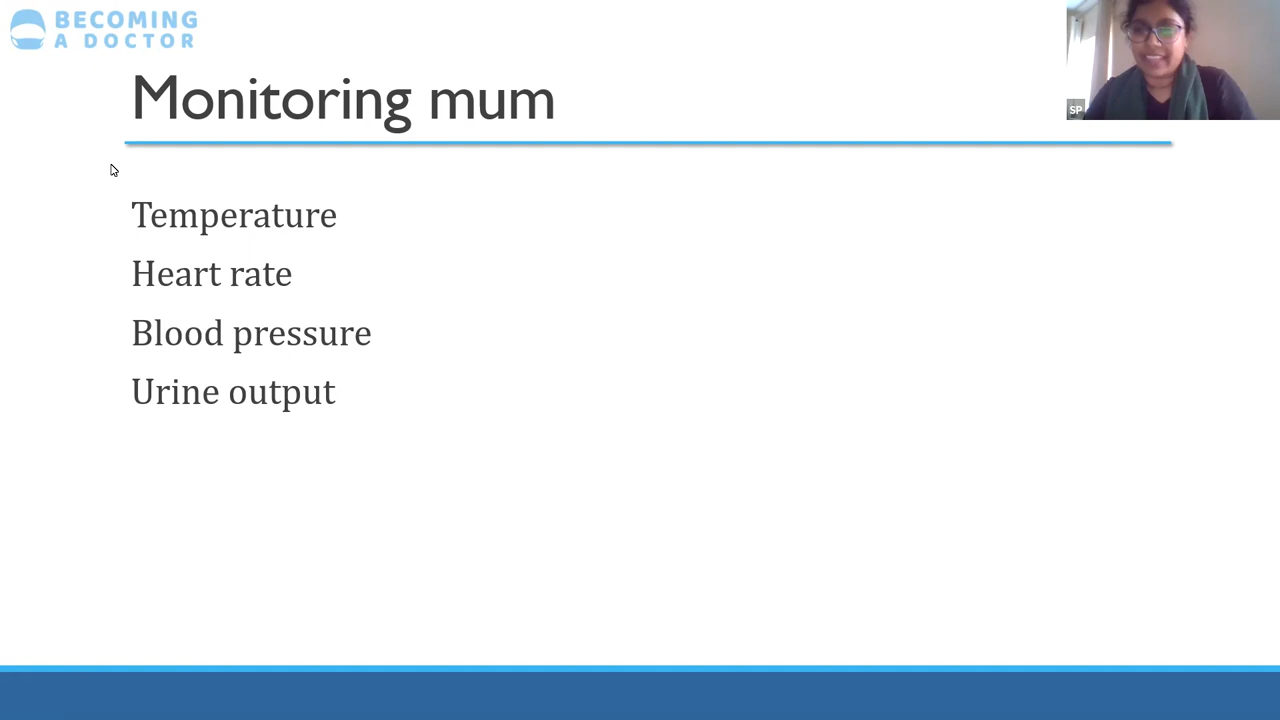 BECOMING
A DOCTOR
Monitoring mum
SP
Temperature
Heart rate
Blood pressure
Urine output